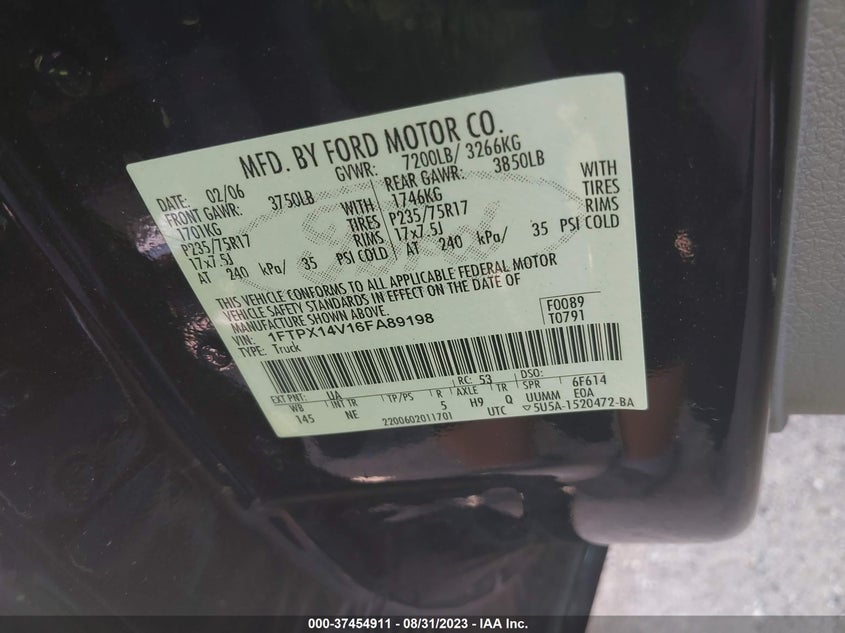 MFD. BY FORD MOTOR CO.
DATE: 02/06 GVWR: 7200LB/ 3266KG
FRONT GAWR: 3750LB REAR GAWR: 3850LB
1701KG WITH 1746KG WITH
P235/75R17 TIRES P235/75R17 TIRES
17x7.5J RIMS 17x7.5J RIMS
AT 240 kPa/ 35 PSI COLD AT 240 kPa/ 35 PSI COLD
THIS VEHICLE CONFORMS TO ALL APPLICABLE FEDERAL MOTOR
VEHICLE SAFETY STANDARDS IN EFFECT ON THE DATE OF
MANUFACTURE SHOWN ABOVE.
VIN: 1FTPX14V16FA89198 F0089
TYPE: Truck T0791
EXT PNT: UA RC: 53 DSO:
WB INT TR TP/PS R AXLE TR SPR 6F614
145 NE 5 H9 Q UUMM EOA
220060201170​1 UTC ▽5U5A-1520472-BA
000-37454911 - 08/31/2023 - IAA Inc.